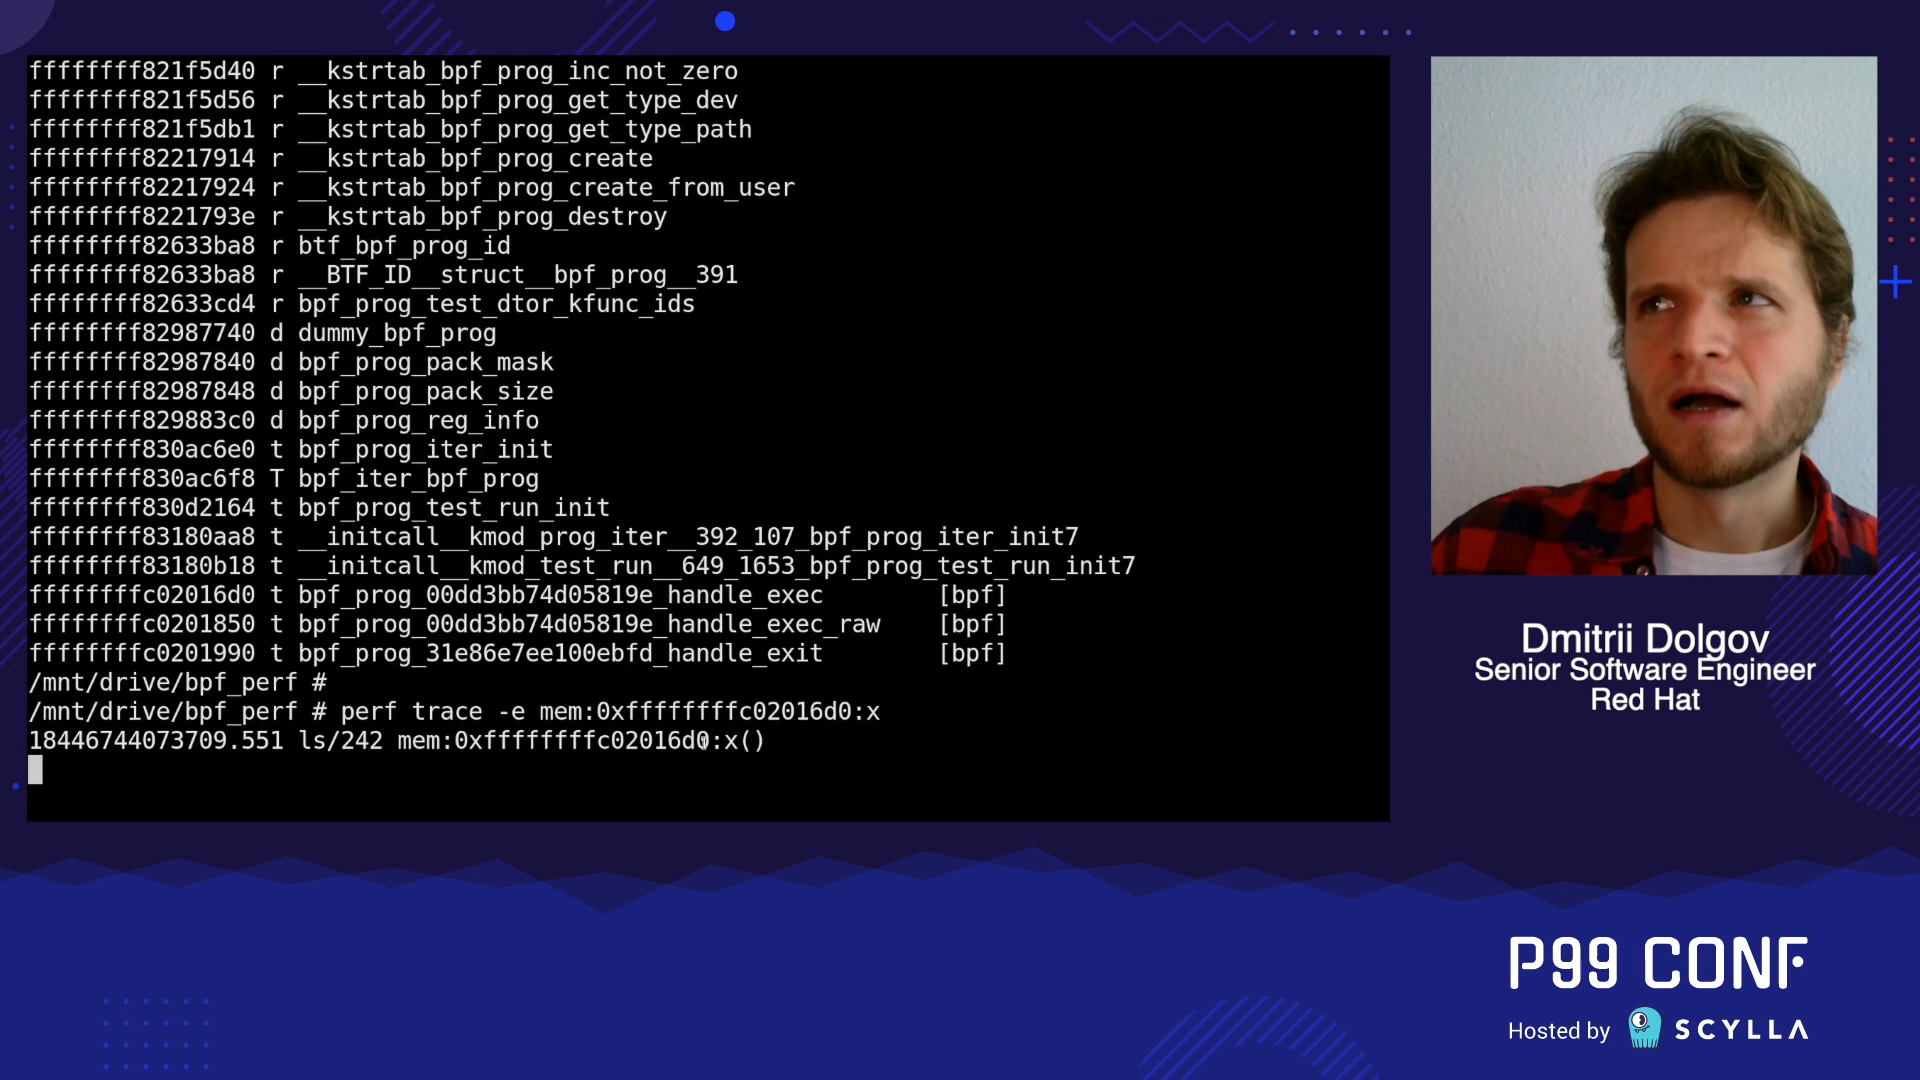 ffffffff821f5d40 r __kstrtab_bpf_prog_inc_not_zero
ffffffff821f5d56 r __kstrtab_bpf_prog_get_type_dev
ffffffff821f5db1 r __kstrtab_bpf_prog_get_type_path
ffffffff82217914 r __kstrtab_bpf_prog_create
ffffffff82217924 r __kstrtab_bpf_prog_create_from_user
ffffffff8221793e r __kstrtab_bpf_prog_destroy
ffffffff82633ba8 r btf_bpf_prog_id
ffffffff82633ba8 r __BTF_ID__struct__bpf_prog__391
ffffffff82633cd4 r bpf_prog_test_dtor_kfunc_ids
ffffffff82987740 d dummy_bpf_prog
ffffffff82987840 d bpf_prog_pack_mask
ffffffff82987848 d bpf_prog_pack_size
ffffffff829883c0 d bpf_prog_reg_info
ffffffff830ac6e0 t bpf_prog_iter_init
ffffffff830ac6f8 T bpf_iter_bpf_prog
ffffffff830d2164 t bpf_prog_test_run_init
ffffffff83180aa8 t __initcall__kmod_prog_iter__392_107_bpf_prog_iter_init7
ffffffff83180b18 t __initcall__kmod_test_run__649_1653_bpf_prog_test_run_init7
ffffffffc02016d0 t bpf_prog_00dd3bb74d05819e_handle_exec [bpf]
ffffffffc0201850 t bpf_prog_00dd3bb74d05819e_handle_exec_raw [bpf]
ffffffffc0201990 t bpf_prog_31e86e7ee100ebfd_handle_exit [bpf]
/mnt/drive/bpf_perf #
/mnt/drive/bpf_perf # perf trace -e mem:0xffffffffc02016d0:x
18446744073709.551 ls/242 mem:0xffffffffc02016d0:x()
Dmitrii Dolgov
Senior Software Engineer
Red Hat
P99 CONF
Hosted by SCYLLA